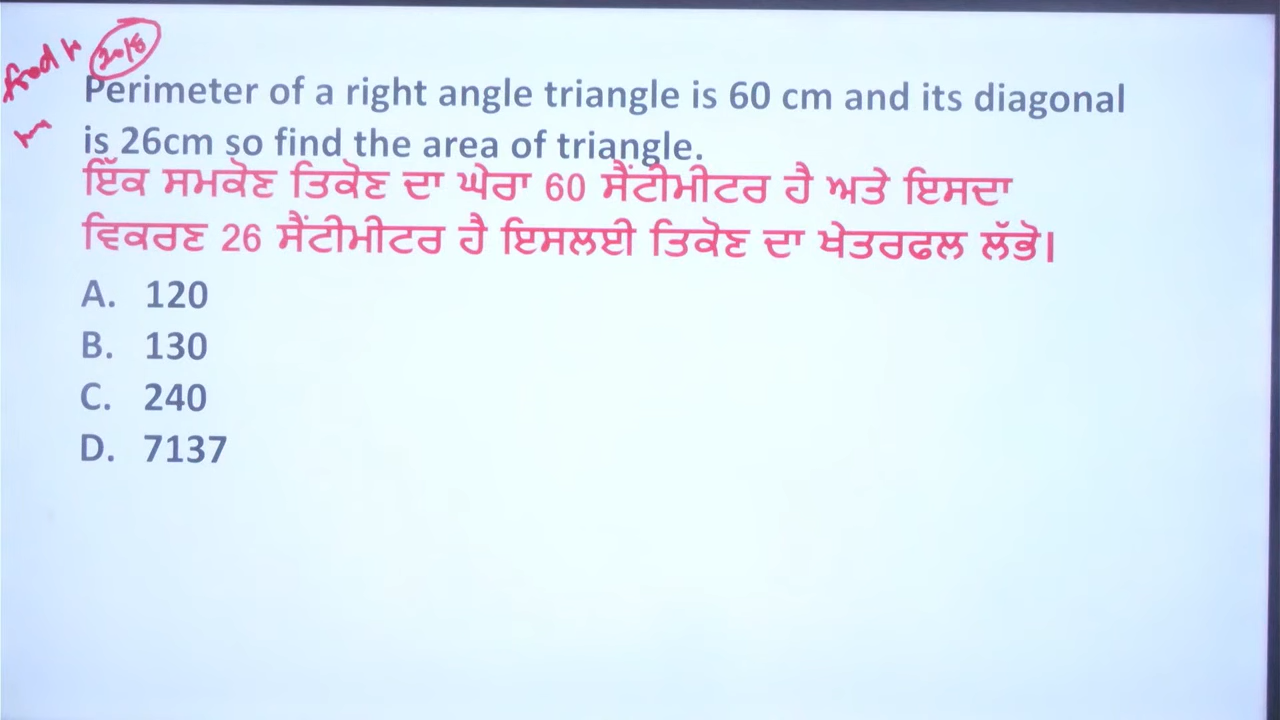 2018
Perimeter of a right angle triangle is 60 cm and its diagonal
is 26cm so find the area of triangle.
ਇੱਕ ਸਮਕੋਣ ਤਿਕੋਣ ਦਾ ਘੇਰਾ 60 ਸੈਂਟੀਮੀਟਰ ਹੈ ਅਤੇ ਇਸਦਾ
ਵਿਕਰਣ 26 ਸੈਂਟੀਮੀਟਰ ਹੈ ਇਸਲਈ ਤਿਕੋਣ ਦਾ ਖੇਤਰਫਲ ਲੱਭੋ।
A. 120
B. 130
C. 240
D. 7137